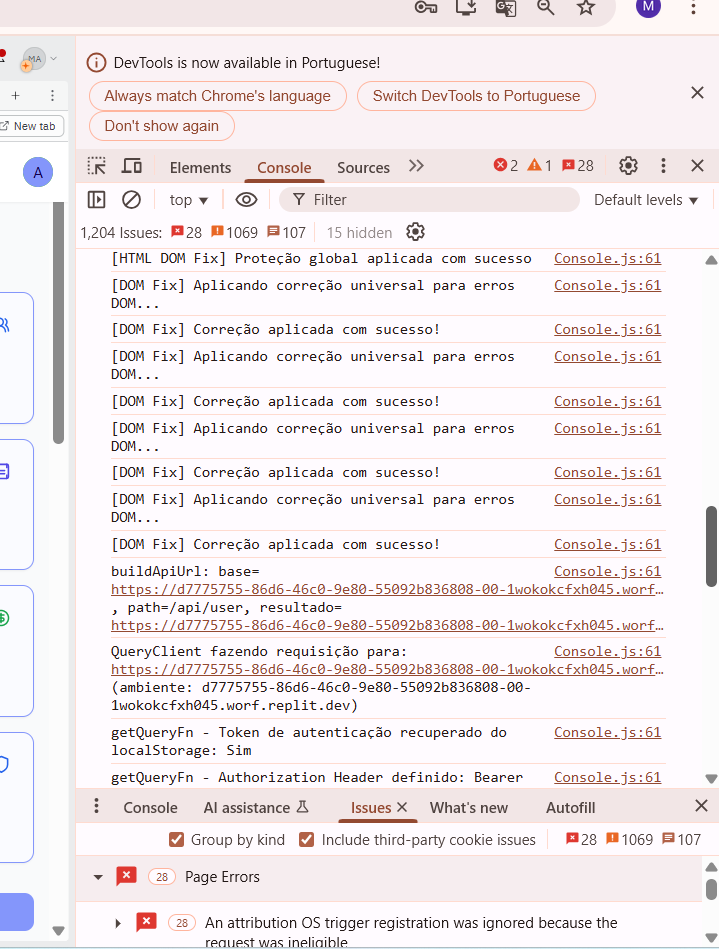 M
MA
New tab
A
DevTools is now available in Portuguese!
Always match Chrome's language
Switch DevTools to Portuguese
Don't show again
Elements
Console
Sources
2
1
28
top
Filter
Default levels
1,204 Issues:
28
1069
107
15 hidden
[HTML DOM Fix] Proteção global aplicada com sucesso Console.js:61
[DOM Fix] Aplicando correção universal para erros Console.js:61
DOM...
[DOM Fix] Correção aplicada com sucesso! Console.js:61
[DOM Fix] Aplicando correção universal para erros Console.js:61
DOM...
[DOM Fix] Correção aplicada com sucesso! Console.js:61
[DOM Fix] Aplicando correção universal para erros Console.js:61
DOM...
[DOM Fix] Correção aplicada com sucesso! Console.js:61
[DOM Fix] Aplicando correção universal para erros Console.js:61
DOM...
[DOM Fix] Correção aplicada com sucesso! Console.js:61
buildApiUrl: base= Console.js:61
https://d7775755-86d6-46c0-9e80-55092b836808-00-1wokokcfxh045.worf…
, path=/api/user, resultado=
https://d7775755-86d6-46c0-9e80-55092b836808-00-1wokokcfxh045.worf…
QueryClient fazendo requisição para: Console.js:61
https://d7775755-86d6-46c0-9e80-55092b836808-00-1wokokcfxh045.worf…
(ambiente: d7775755-86d6-46c0-9e80-55092b836808-00-
1wokokcfxh045.worf.replit.dev)
getQueryFn - Token de autenticação recuperado do Console.js:61
localStorage: Sim
getQueryFn - Authorization Header definido: Bearer Console.js:61
Console
AI assistance
Issues
What's new
Autofill
Group by kind
Include third-party cookie issues
28
1069
107
28 Page Errors
28 An attribution OS trigger registration was ignored because the
request was ineligible